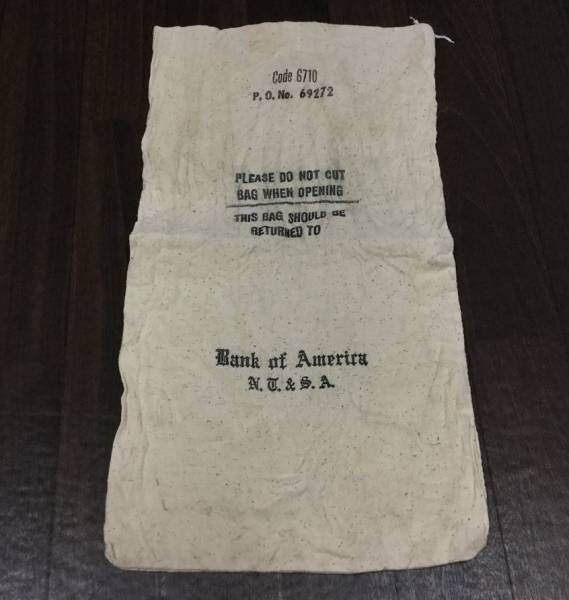 Code 6710
P.O.No. 69272
PLEASE DO NOT CUT
BAG WHEN OPENING
THIS BAG SHOULD BE
RETURNED TO
Bank of America
N.T.&S.A.